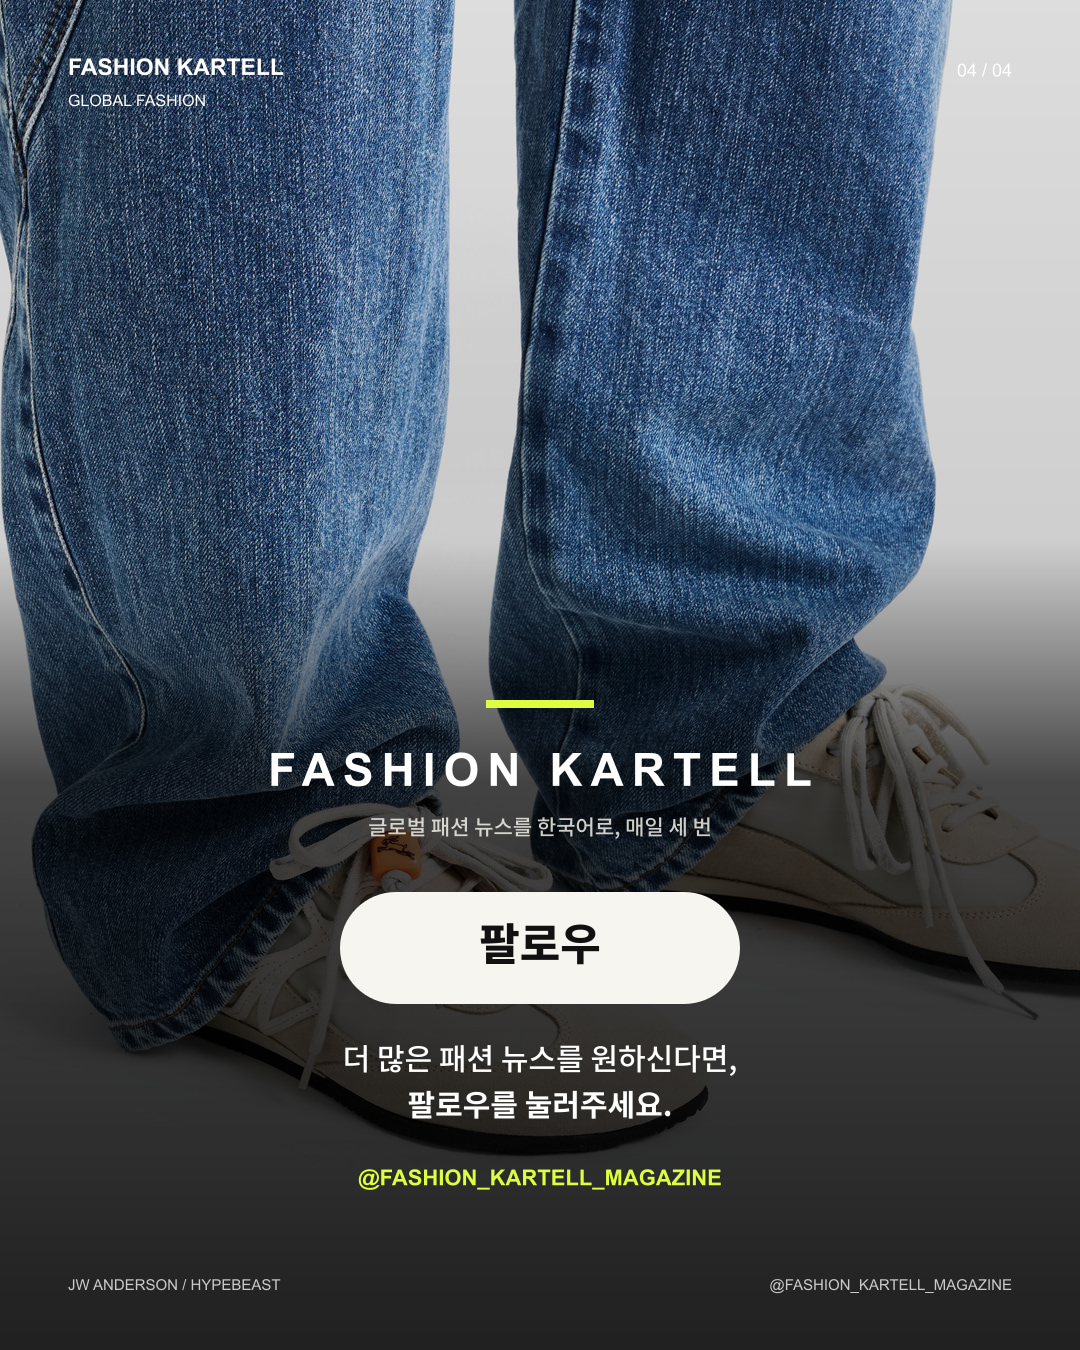 FASHION KARTELL
04 / 04
GLOBAL FASHION
FASHION KARTELL
글로벌 패션 뉴스를 한국어로, 매일 세 번
팔로우
더 많은 패션 뉴스를 원하신다면,
팔로우를 눌러주세요.
@FASHION_KARTELL_MAGAZINE
JW ANDERSON / HYPEBEAST
@FASHION_KARTELL_MAGAZINE